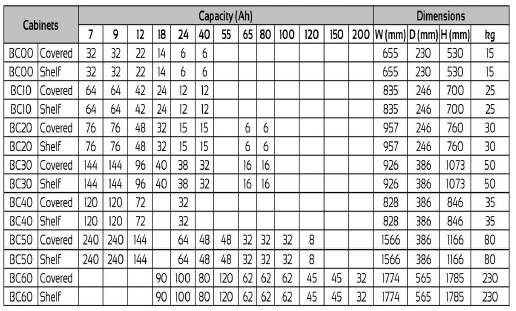 Cabinets Capacity (Ah) Dimensions
7 9 12 18 24 40 55 65 80 100 120 150 200 W (mm) D (mm) H (mm) kg
BC00 Covered 32 32 22 14 6 6 655 230 530 15
BC00 Shelf 32 32 22 14 6 6 655 230 530 15
BC10 Covered 64 64 42 24 12 12 835 246 700 25
BC10 Shelf 64 64 42 24 12 12 835 246 700 25
BC20 Covered 76 76 48 32 15 15 6 6 957 246 760 30
BC20 Shelf 76 76 48 32 15 15 6 6 957 246 760 30
BC30 Covered 144 144 96 40 38 32 16 16 926 386 1073 50
BC30 Shelf 144 144 96 40 38 32 16 16 926 386 1073 50
BC40 Covered 120 120 72 32 828 386 846 35
BC40 Shelf 120 120 72 32 828 386 846 35
BC50 Covered 240 240 144 64 48 48 32 32 32 8 1566 386 1166 80
BC50 Shelf 240 240 144 64 48 48 32 32 32 8 1566 386 1166 80
BC60 Covered 90 100 80 120 62 62 62 45 45 32 1774 565 1785 230
BC60 Shelf 90 100 80 120 62 62 62 45 45 32 1774 565 1785 230